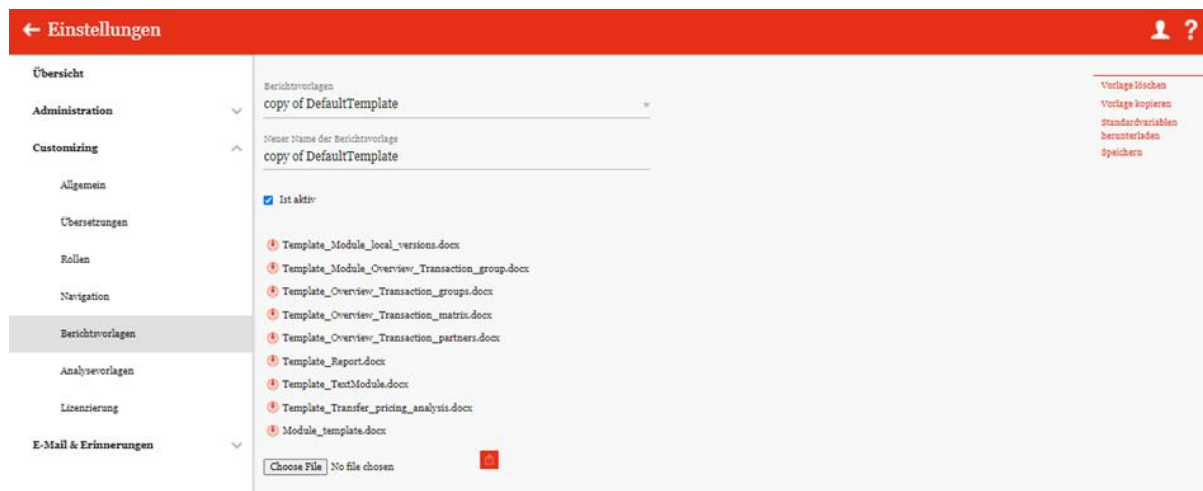 ← Einstellungen
?
Übersicht
Administration
Customizing
Allgemein
Übersetzungen
Rollen
Navigation
Berichtsvorlagen
Analysevorlagen
Lizenzierung
E-Mail & Erinnerungen
Berichtsvorlagen
copy of DefaultTemplate
Neuer Name der Berichtsvorlage
copy of DefaultTemplate
Ist aktiv
Template_Module_local_versions.docx
Template_Module_Overview_Transaction_group.docx
Template_Overview_Transaction_groups.docx
Template_Overview_Transaction_matrix.docx
Template_Overview_Transaction_partners.docx
Template_Report.docx
Template_TextModule.docx
Template_Transfer_pricing_analysis.docx
Module_template.docx
Choose File No file chosen
Vorlage löschen
Vorlage kopieren
Standardvariablen
herunterladen
Speichern